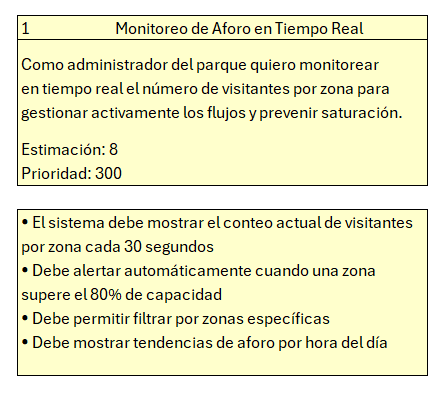 1 Monitoreo de Aforo en Tiempo Real
Como administrador del parque quiero monitorear
en tiempo real el número de visitantes por zona para
gestionar activamente los flujos y prevenir saturación.
Estimación: 8
Prioridad: 300
• El sistema debe mostrar el conteo actual de visitantes
por zona cada 30 segundos
• Debe alertar automáticamente cuando una zona
supere el 80% de capacidad
• Debe permitir filtrar por zonas específicas
• Debe mostrar tendencias de aforo por hora del día